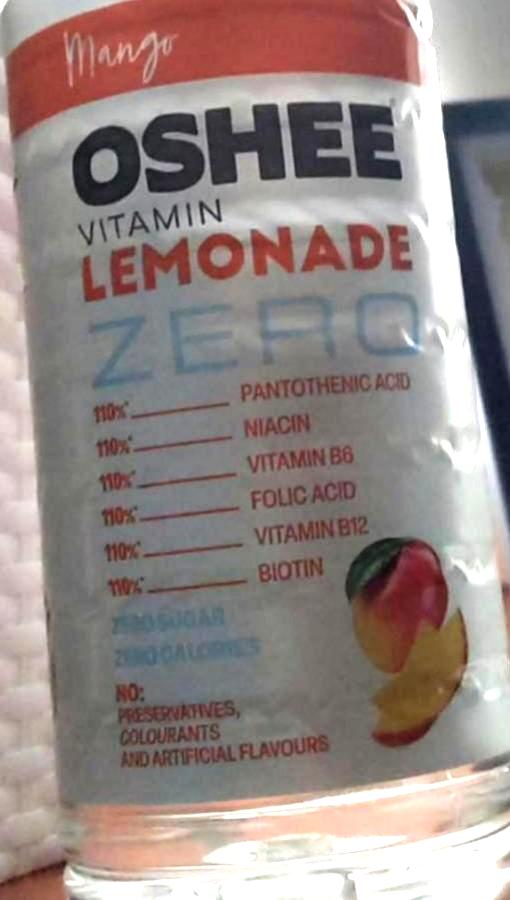 Mango
OSHEE
VITAMIN
LEMONADE
ZERO
110%* PANTOTHENIC ACID
110%* NIACIN
110%* VITAMIN B6
110%* FOLIC ACID
110%* VITAMIN B12
110%* BIOTIN
ZERO SUGAR
ZERO CALORIES
NO:
PRESERVATIVES,
COLOURANTS
AND ARTIFICIAL FLAVOURS